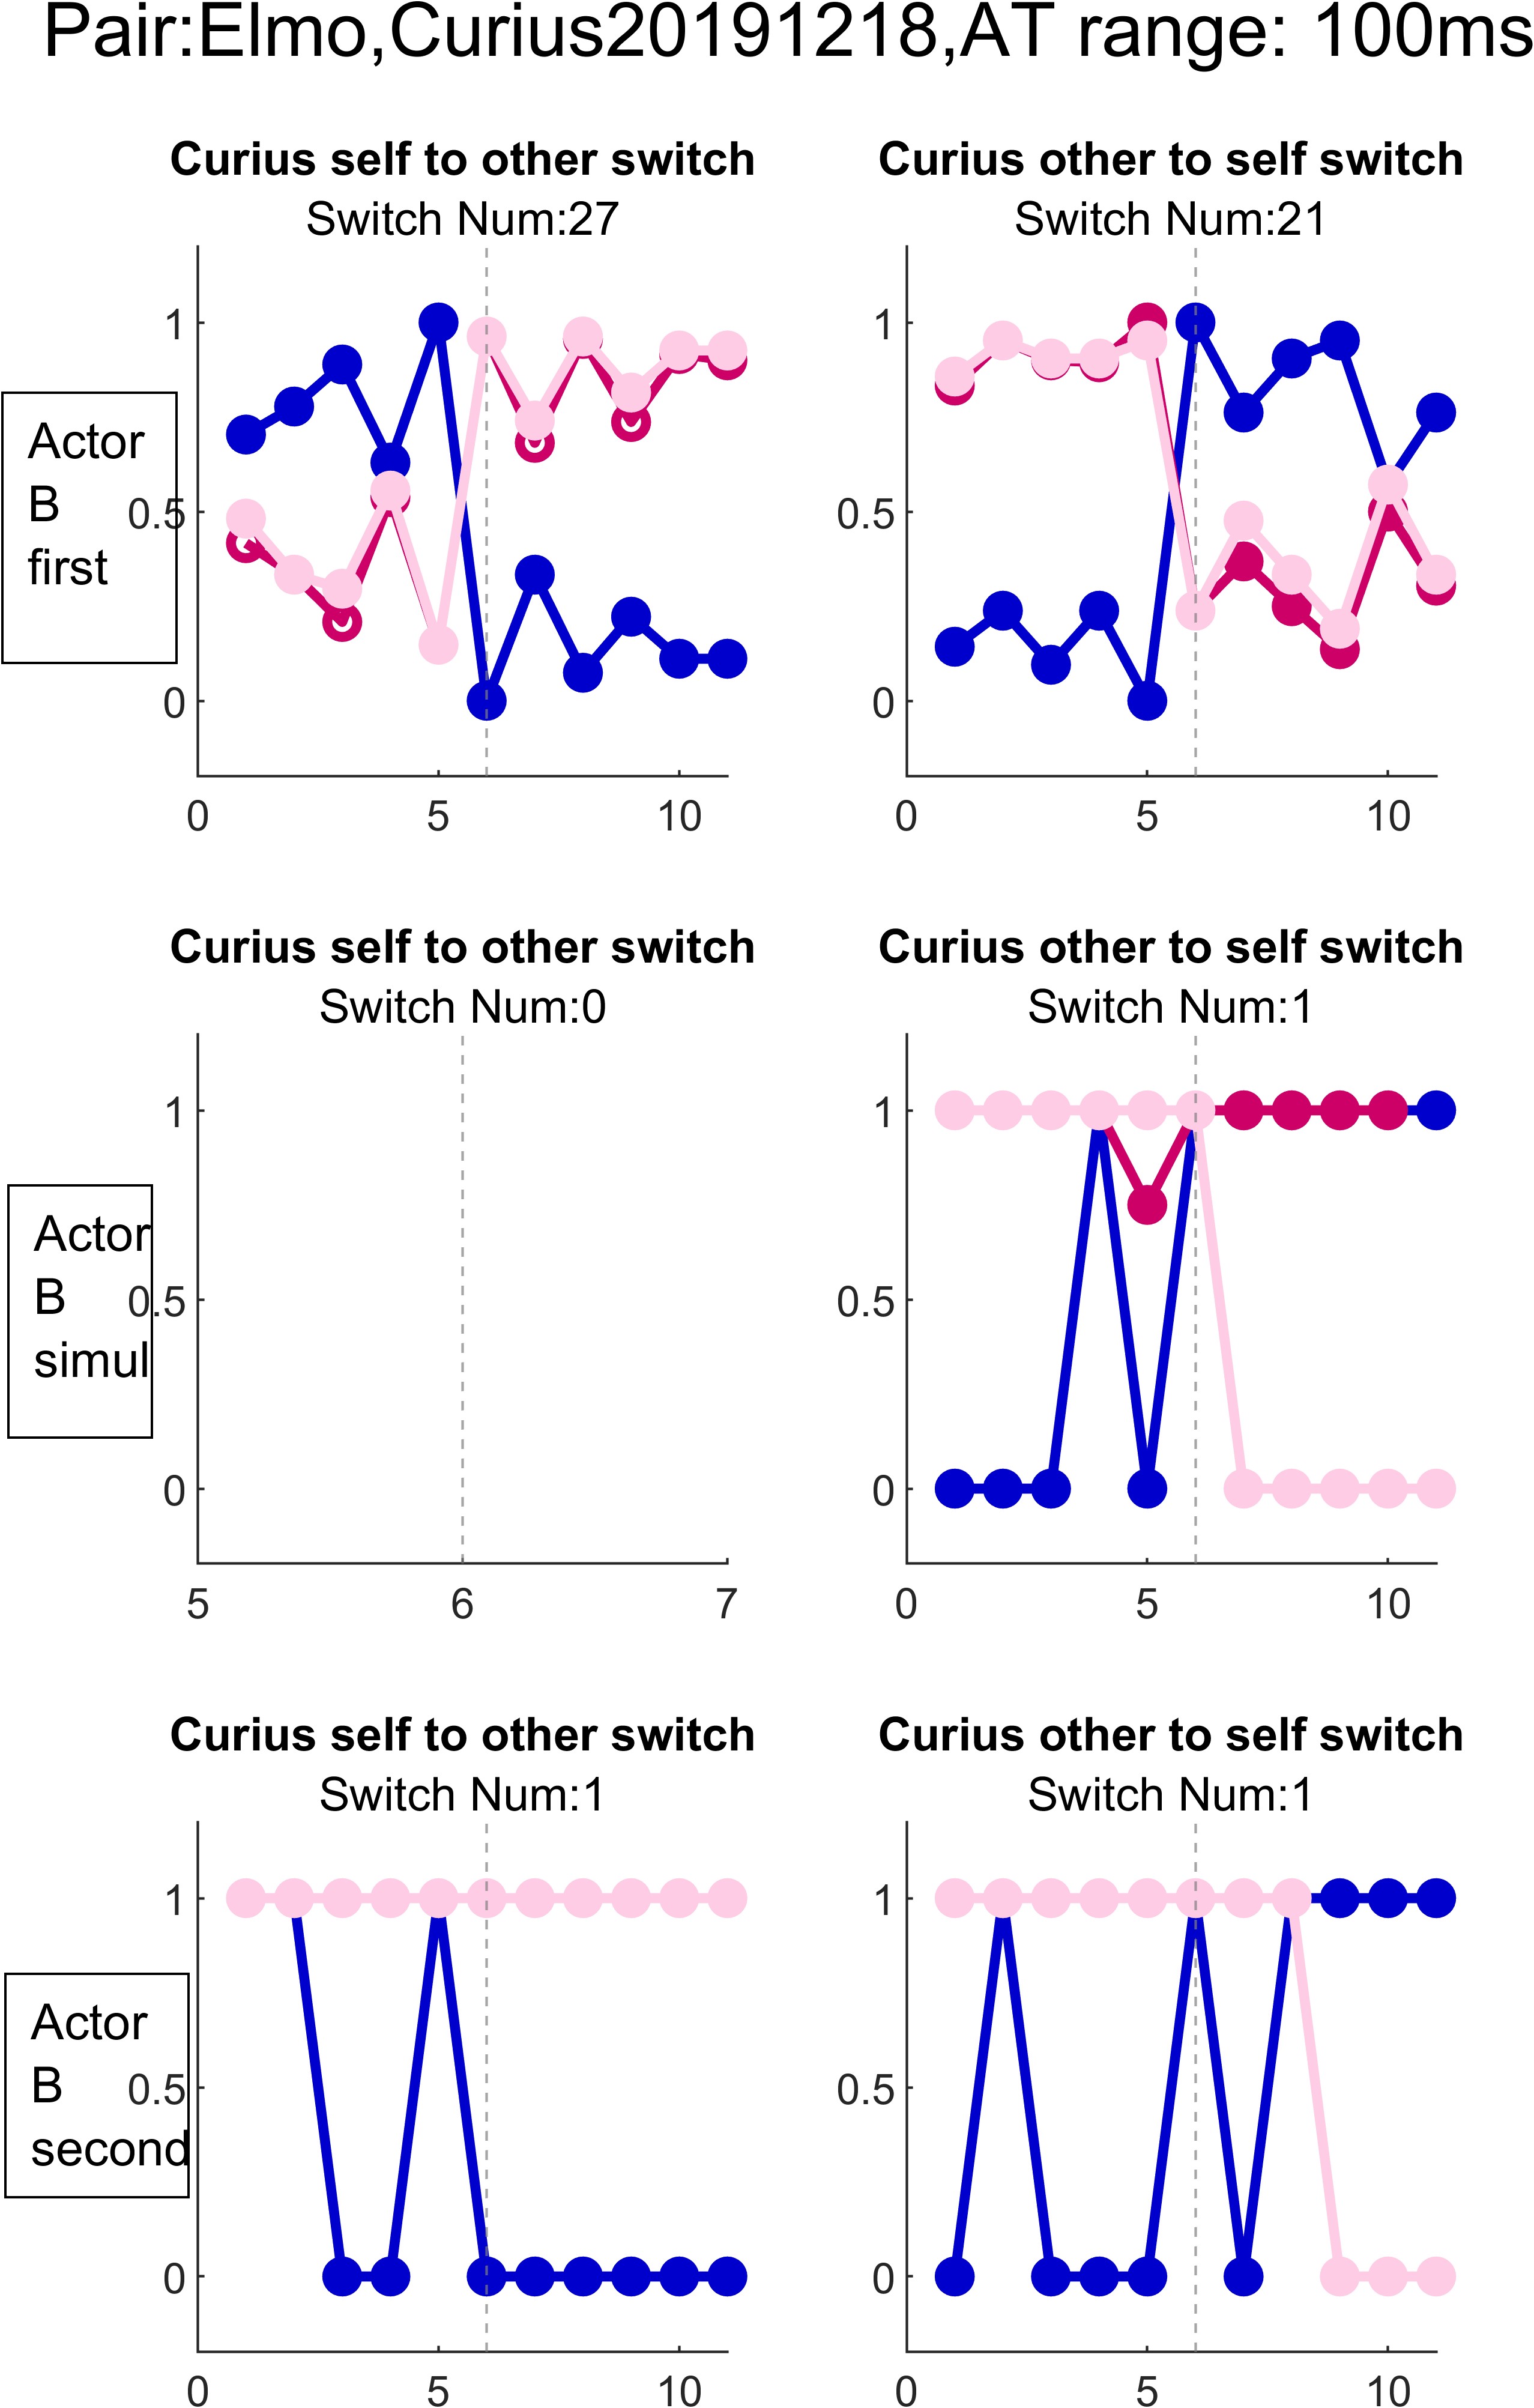 Pair:Elmo,Curius20191218,AT range: 100ms
Curius self to other switch
Switch Num:27
Curius other to self switch
Switch Num:21
Actor
B
first
1
0.5
0
0
5
10
1
0.5
0
0
5
10
Curius self to other switch
Switch Num:0
Curius other to self switch
Switch Num:1
Actor
B
simul
1
0.5
0
5
6
7
1
0.5
0
0
5
10
Curius self to other switch
Switch Num:1
Curius other to self switch
Switch Num:1
Actor
B
second
1
0.5
0
0
5
10
1
0.5
0
0
5
10